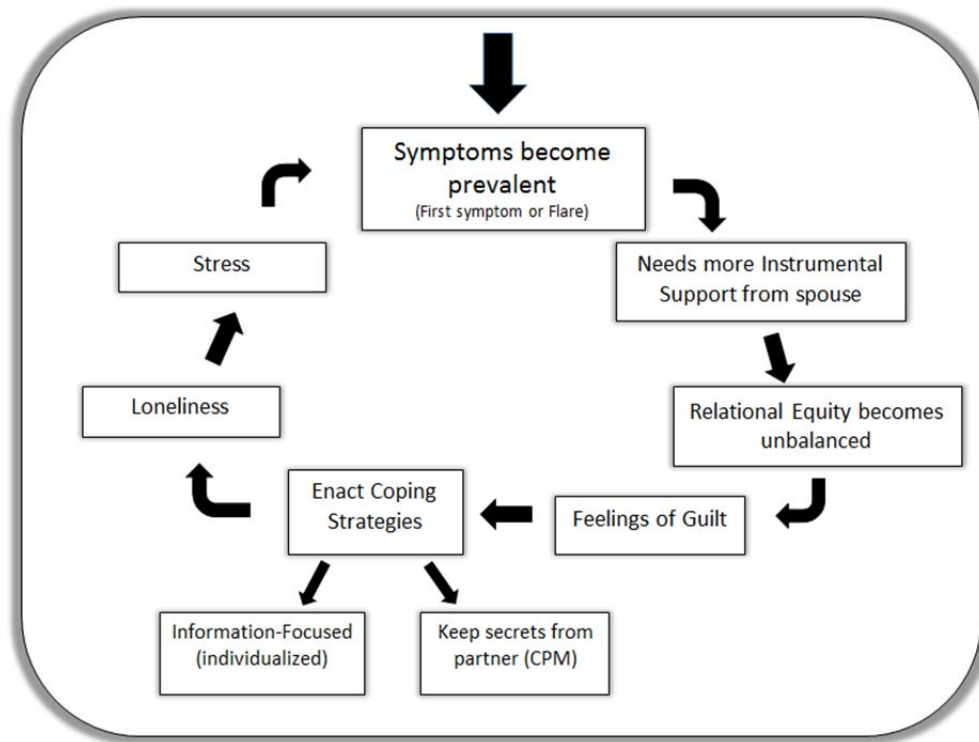 Symptoms become
prevalent
(First symptom or Flare)
Needs more Instrumental
Support from spouse
Relational Equity becomes
unbalanced
Feelings of Guilt
Enact Coping
Strategies
Information-Focused
(individualized)
Keep secrets from
partner (CPM)
Loneliness
Stress